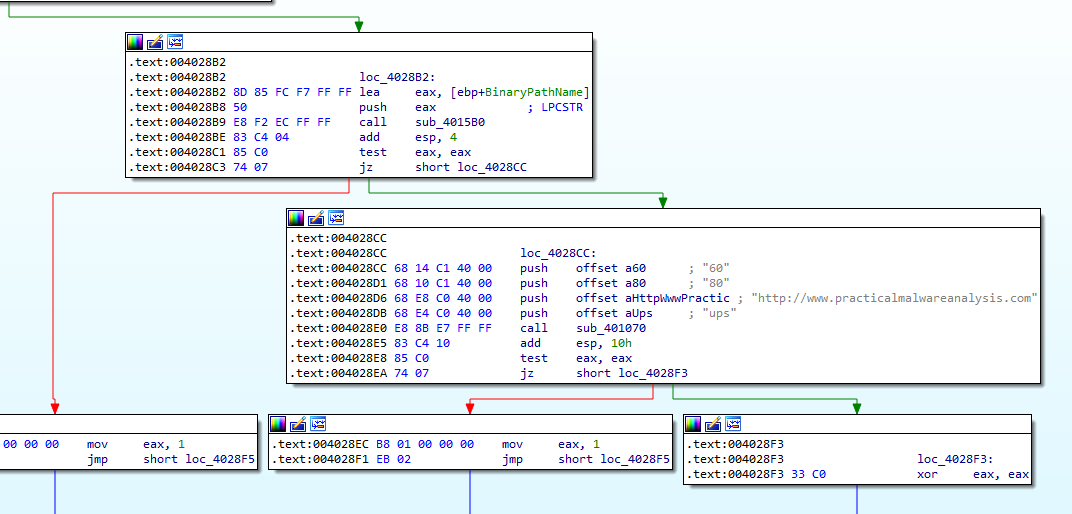 .text:004028B2
.text:004028B2 loc_4028B2:
.text:004028B2 8D 85 FC F7 FF FF lea eax, [ebp+BinaryPathName]
.text:004028B8 50 push eax ; LPCSTR
.text:004028B9 E8 F2 EC FF FF call sub_4015B0
.text:004028BE 83 C4 04 add esp, 4
.text:004028C1 85 C0 test eax, eax
.text:004028C3 74 07 jz short loc_4028CC
.text:004028CC
.text:004028CC loc_4028CC:
.text:004028CC 68 14 C1 40 00 push offset a60 ; "60"
.text:004028D1 68 10 C1 40 00 push offset a80 ; "80"
.text:004028D6 68 E8 C0 40 00 push offset aHttpWwwPractic ; "http://www.practicalmalwareanalysis.com"
.text:004028DB 68 E4 C0 40 00 push offset aUps ; "ups"
.text:004028E0 E8 8B E7 FF FF call sub_401070
.text:004028E5 83 C4 10 add esp, 10h
.text:004028E8 85 C0 test eax, eax
.text:004028EA 74 07 jz short loc_4028F3
00 00 00 mov eax, 1
jmp short loc_4028F5
.text:004028EC B8 01 00 00 00 mov eax, 1
.text:004028F1 EB 02 jmp short loc_4028F5
.text:004028F3
.text:004028F3 loc_4028F3:
.text:004028F3 33 C0 xor eax, eax